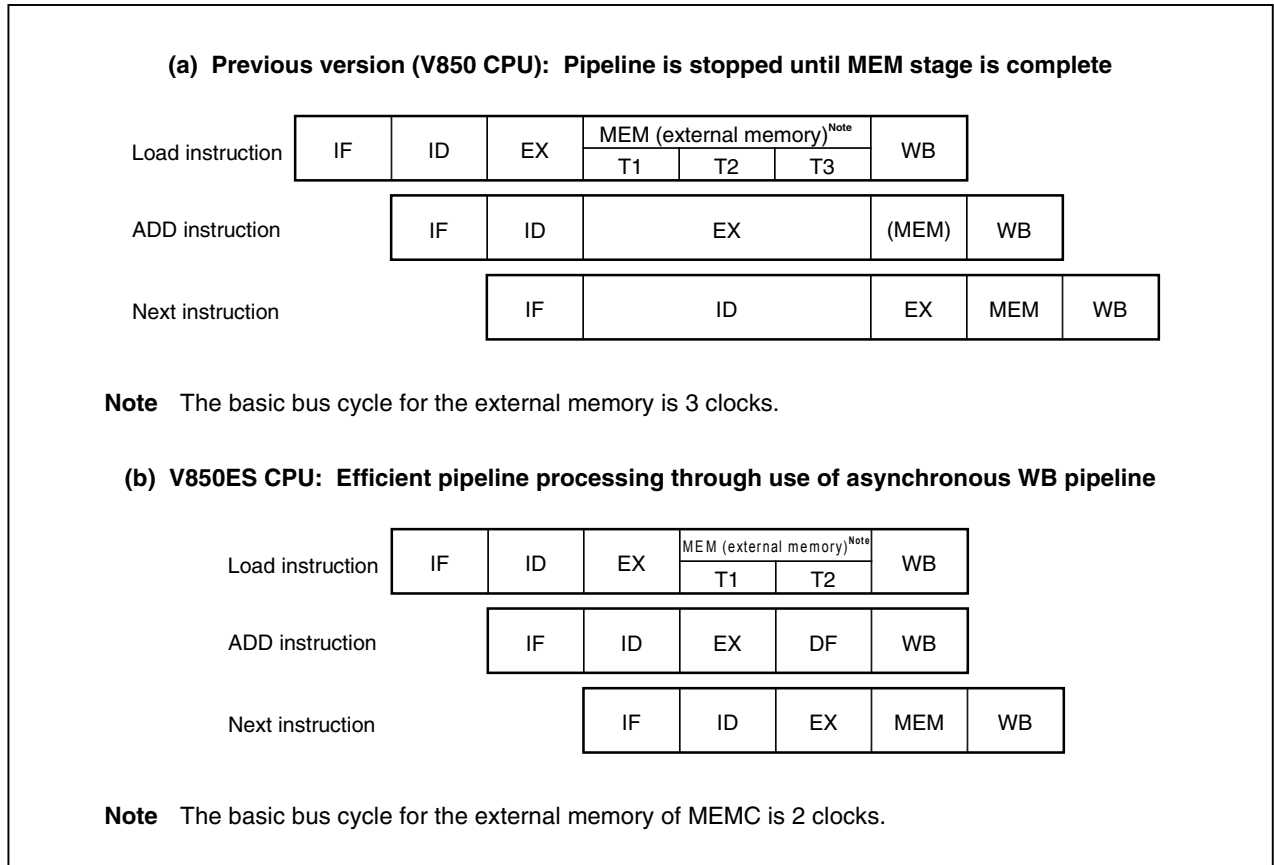 (a) Previous version (V850 CPU): Pipeline is stopped until MEM stage is complete
Load instruction IF ID EX MEM (external memory)Note WB
T1 T2 T3
ADD instruction IF ID EX (MEM) WB
Next instruction IF ID EX MEM WB
Note The basic bus cycle for the external memory is 3 clocks.
(b) V850ES CPU: Efficient pipeline processing through use of asynchronous WB pipeline
Load instruction IF ID EX MEM (external memory)Note WB
T1 T2
ADD instruction IF ID EX DF WB
Next instruction IF ID EX MEM WB
Note The basic bus cycle for the external memory of MEMC is 2 clocks.